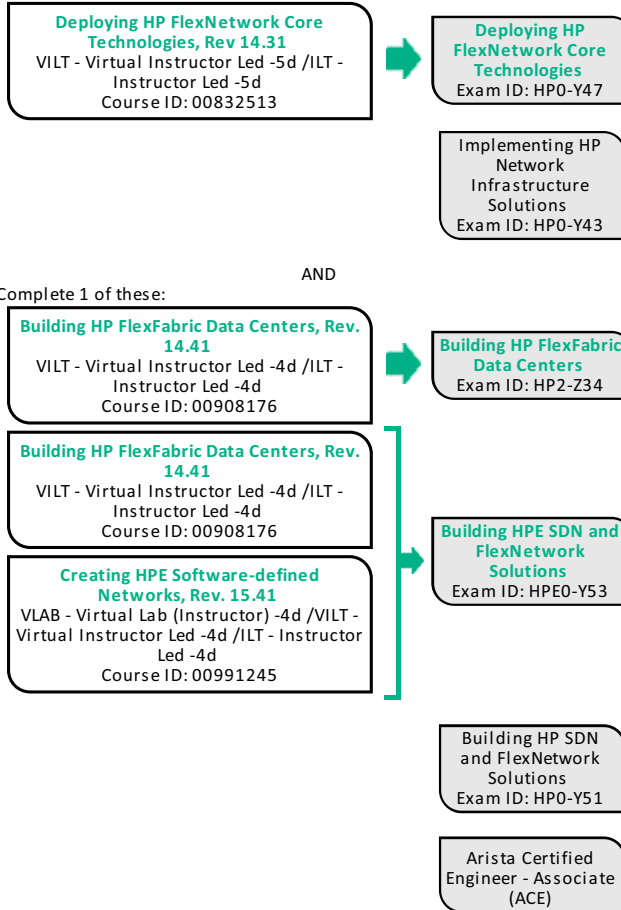 Deploying HP FlexNetwork Core
Technologies, Rev 14.31
VILT - Virtual Instructor Led -5d /ILT -
Instructor Led -5d
Course ID: 00832513
Deploying HP
FlexNetwork Core
Technologies
Exam ID: HP0-Y47
Implementing HP
Network
Infrastructure
Solutions
Exam ID: HP0-Y43
AND
Complete 1 of these:
Building HP FlexFabric Data Centers, Rev.
14.41
VILT - Virtual Instructor Led -4d /ILT -
Instructor Led -4d
Course ID: 00908176
Building HP FlexFabric
Data Centers
Exam ID: HP2-Z34
Building HP FlexFabric Data Centers, Rev.
14.41
VILT - Virtual Instructor Led -4d /ILT -
Instructor Led -4d
Course ID: 00908176
Creating HPE Software-defined
Networks, Rev. 15.41
VLAB - Virtual Lab (Instructor) -4d /VILT -
Virtual Instructor Led -4d /ILT - Instructor
Led -4d
Course ID: 00991245
Building HPE SDN and
FlexNetwork
Solutions
Exam ID: HPE0-Y53
Building HP SDN
and FlexNetwork
Solutions
Exam ID: HP0-Y51
Arista Certified
Engineer - Associate
(ACE)